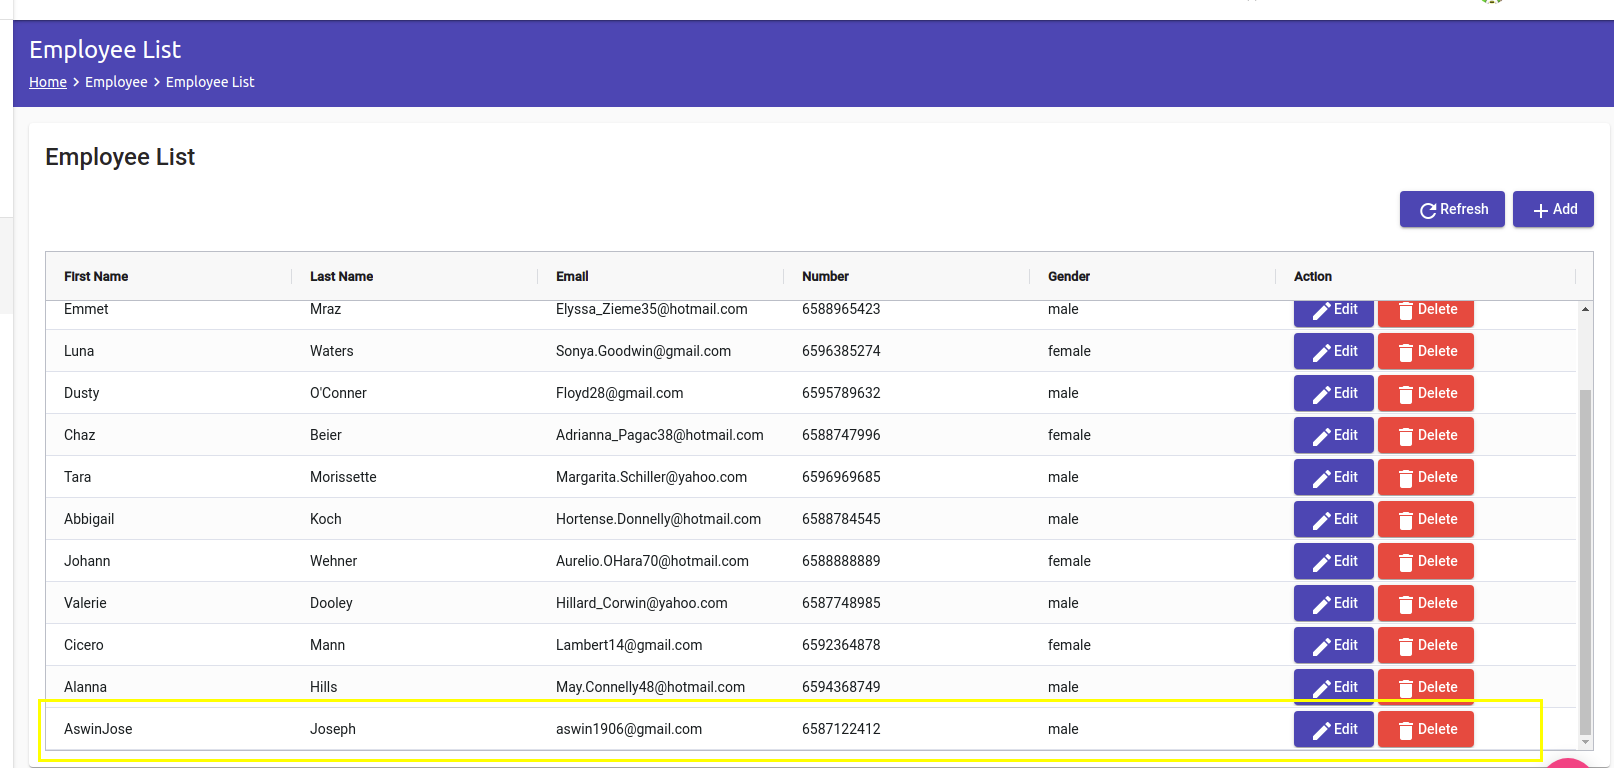 Employee List
Home > Employee > Employee List
Employee List
Refresh Add
First Name Last Name Email Number Gender Action
Emmet Mraz Elyssa_Zieme35@hotmail.com 6588965423 male Edit Delete
Luna Waters Sonya.Goodwin@gmail.com 6596385274 female Edit Delete
Dusty O'Conner Floyd28@gmail.com 6595789632 male Edit Delete
Chaz Beier Adrianna_Pagac38@hotmail.com 6588747996 female Edit Delete
Tara Morissette Margarita.Schiller@yahoo.com 6596969685 male Edit Delete
Abbigail Koch Hortense.Donnelly@hotmail.com 6588784545 male Edit Delete
Johann Wehner Aurelio.OHara70@hotmail.com 6588888889 female Edit Delete
Valerie Dooley Hillard_Corwin@yahoo.com 6587748985 male Edit Delete
Cicero Mann Lambert14@gmail.com 6592364878 female Edit Delete
Alanna Hills May.Connelly48@hotmail.com 6594368749 male Edit Delete
AswinJose Joseph aswin1906@gmail.com 6587122412 male Edit Delete